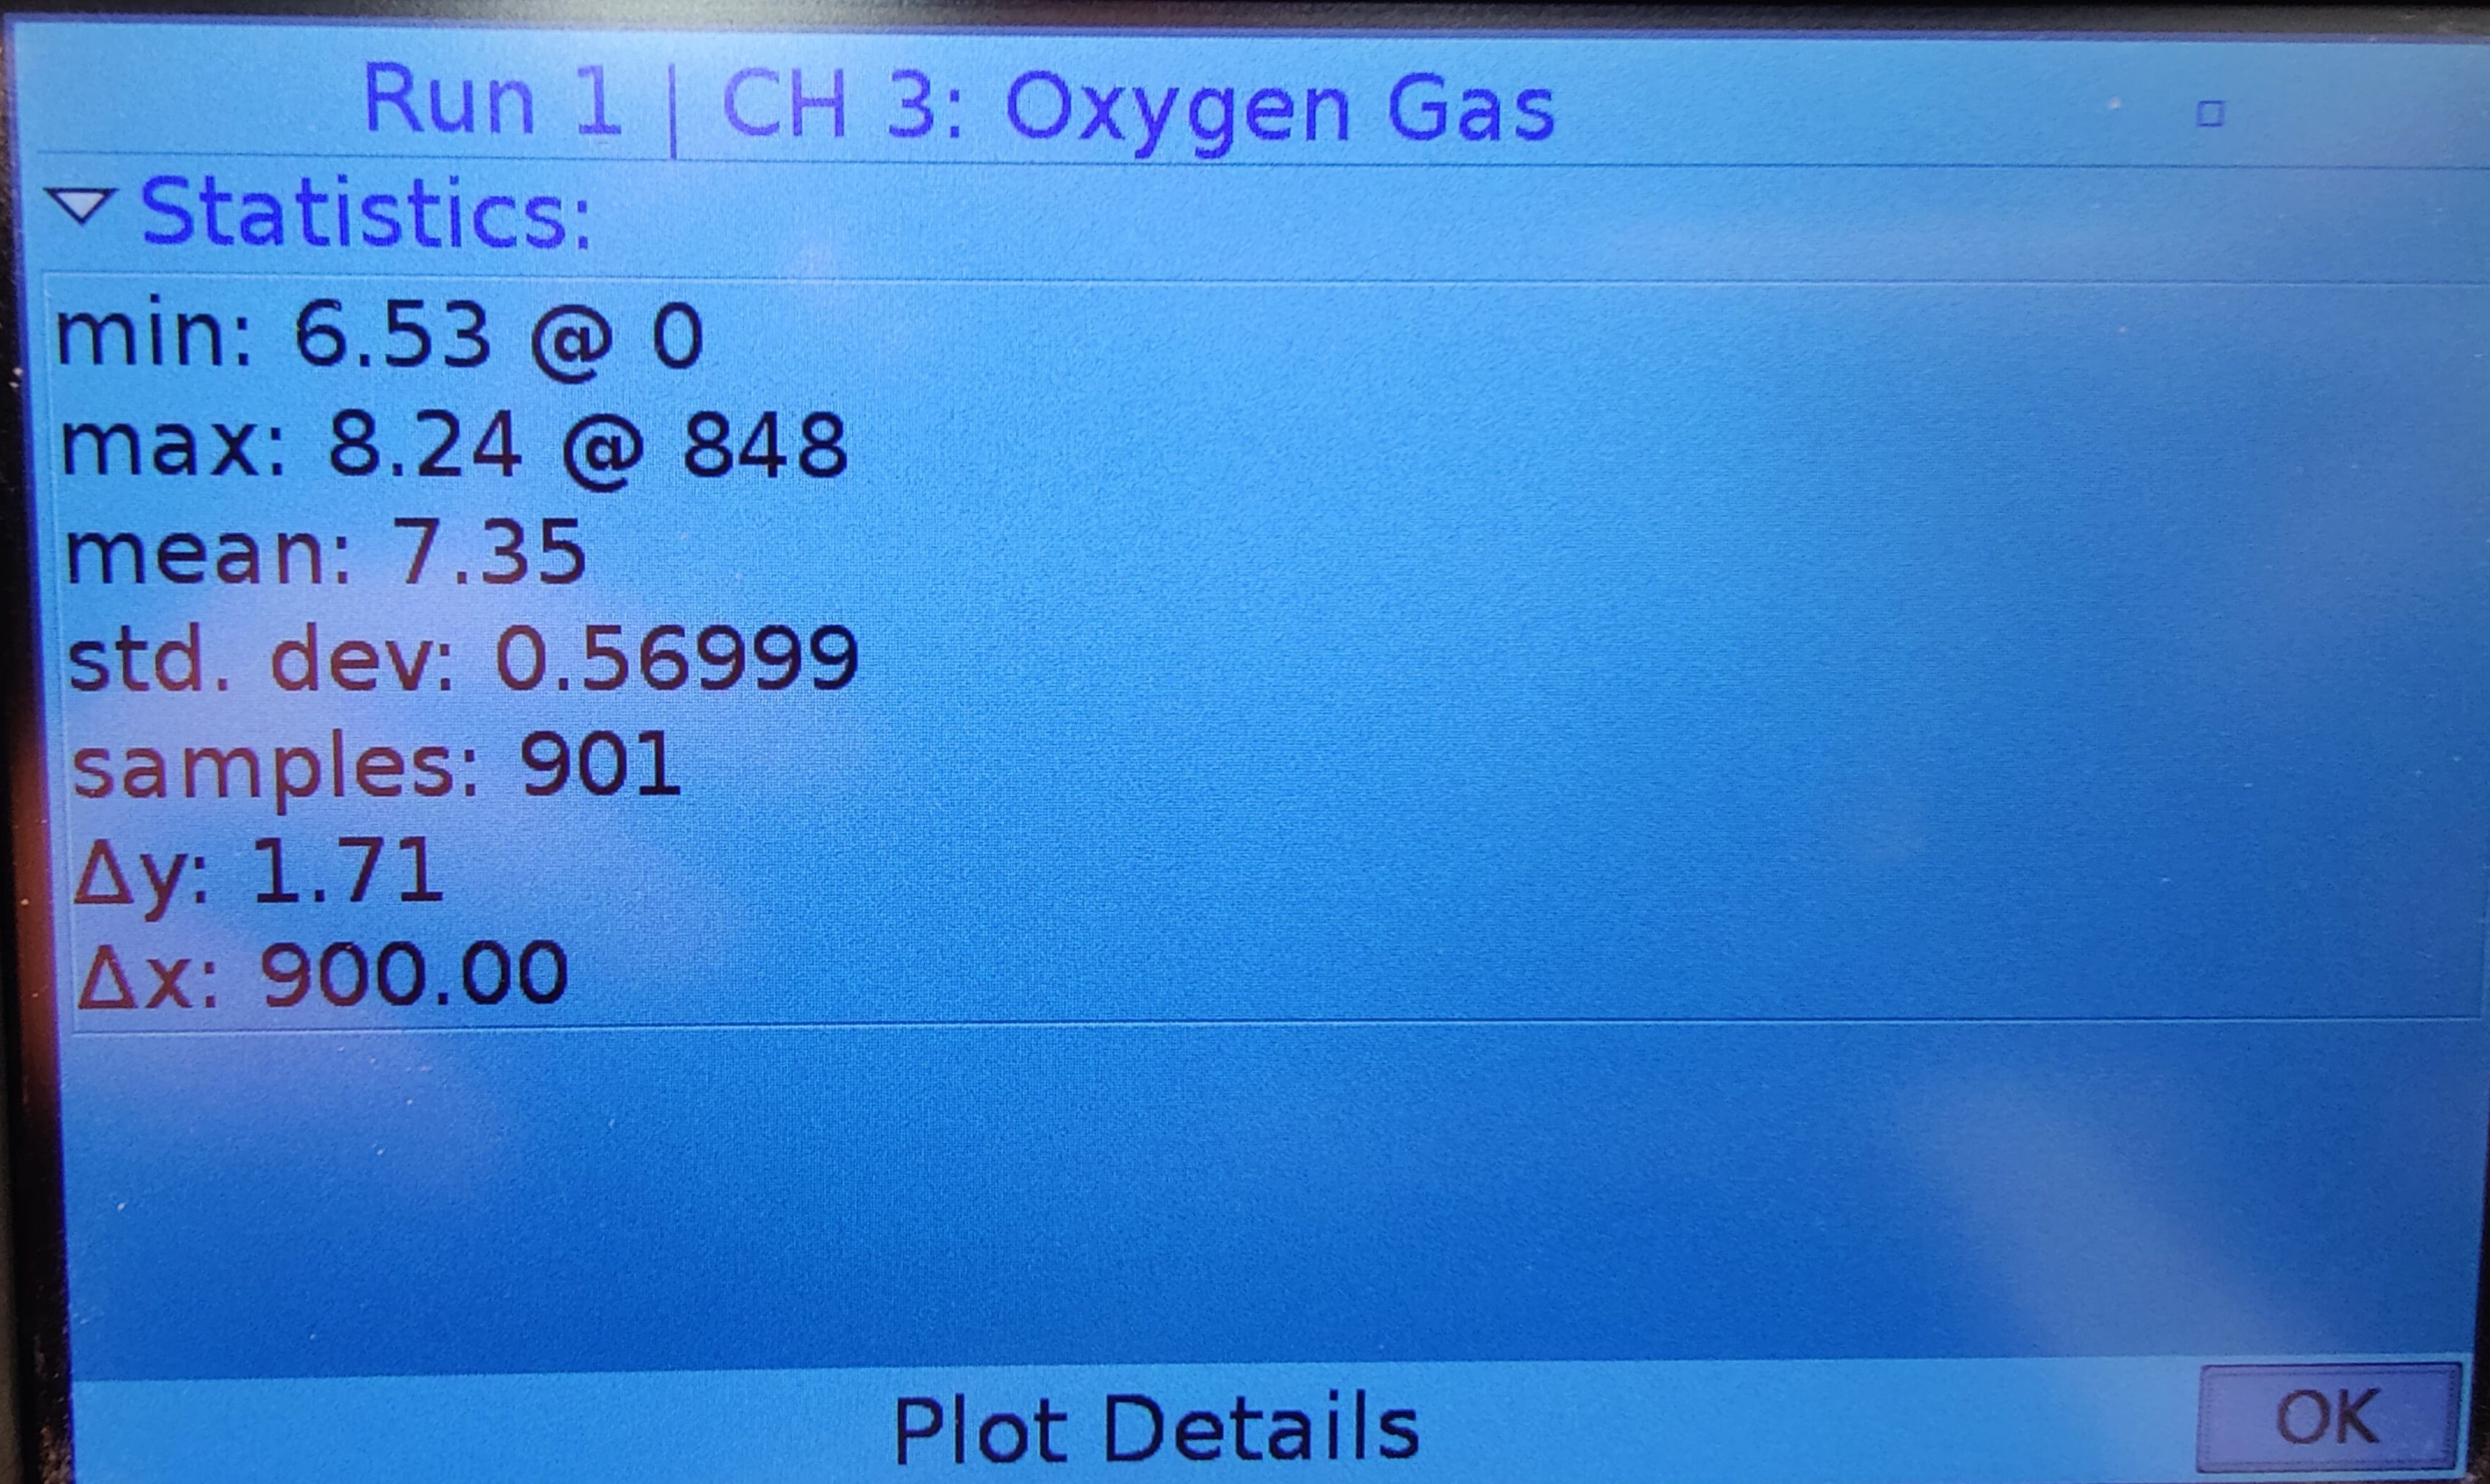 Run 1 | CH 3: Oxygen Gas
Statistics:
min: 6.53 @ 0
max: 8.24 @ 848
mean: 7.35
std. dev: 0.56999
samples: 901
Δy: 1.71
Δx: 900.00
Plot Details
OK